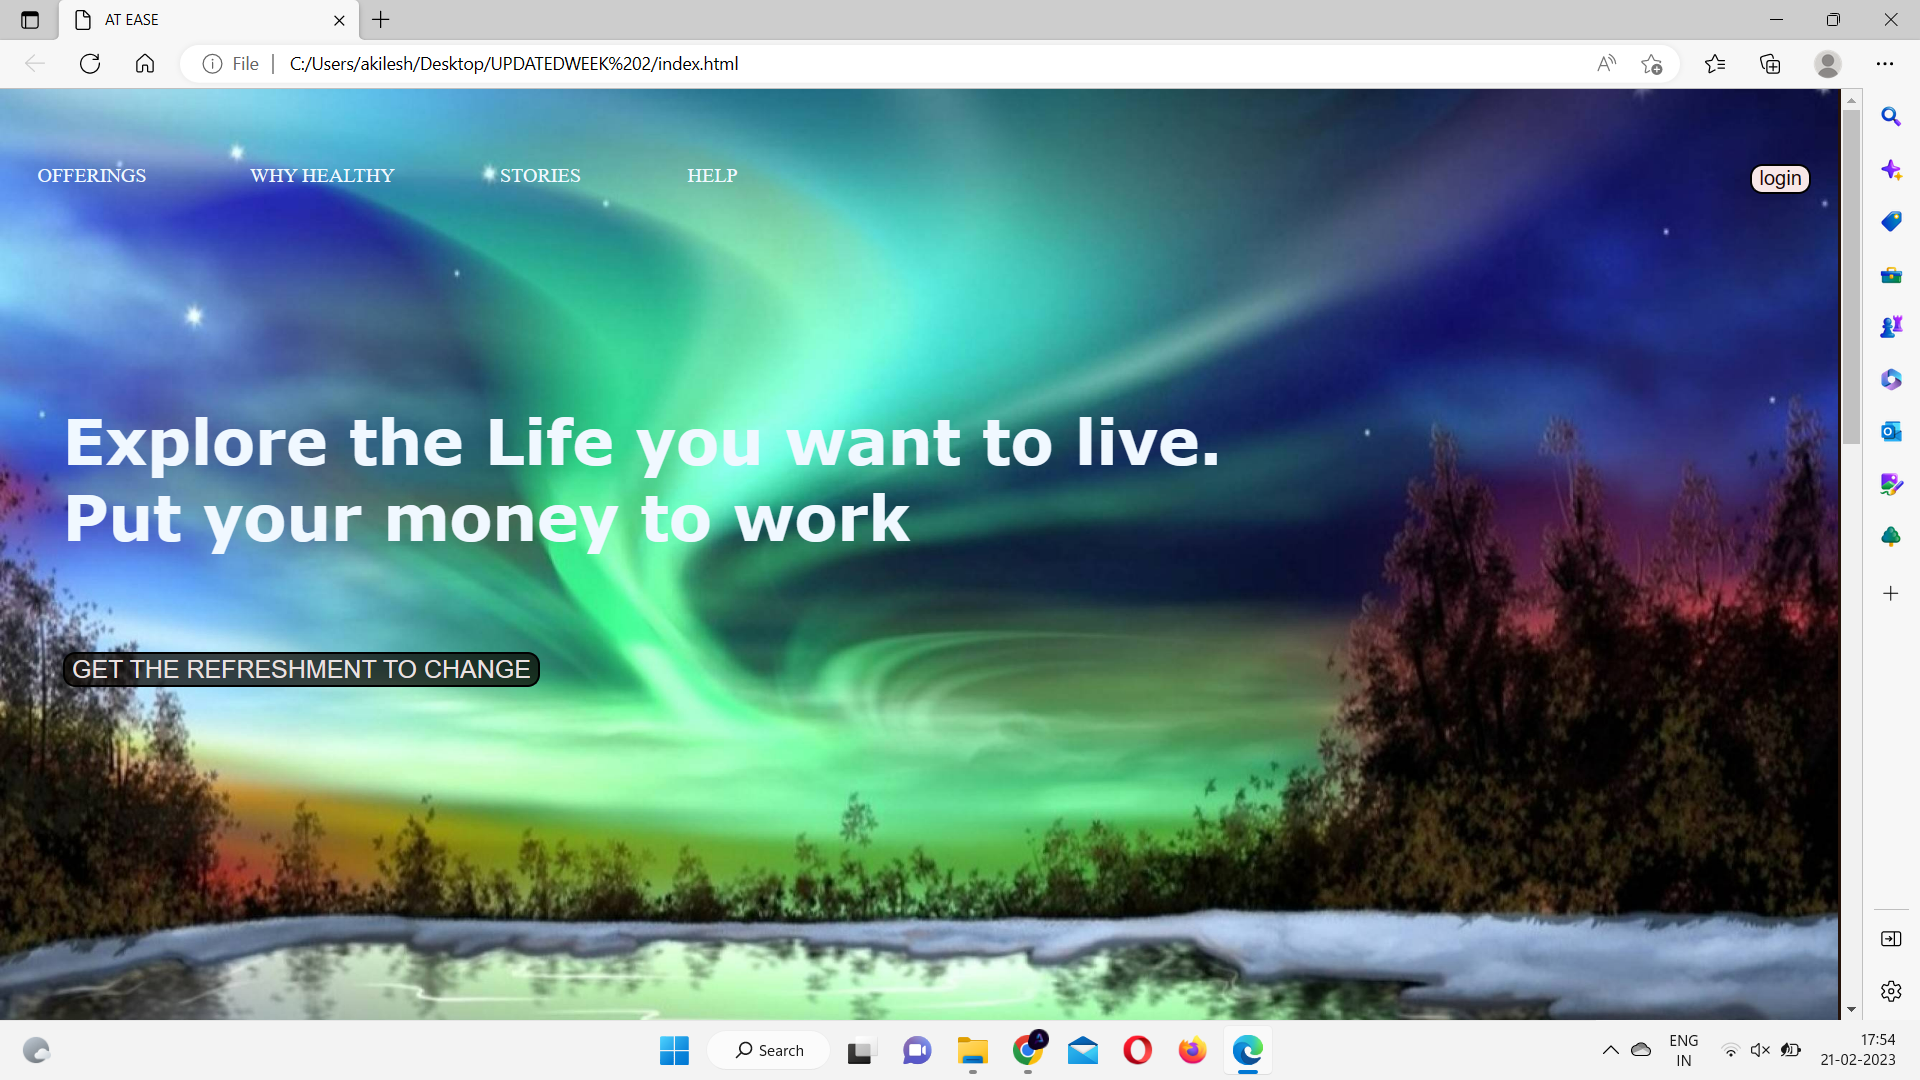 AT EASE
File
C:/Users/akilesh/Desktop/UPDATEDWEEK%202/index.html
OFFERINGS WHY HEALTHY STORIES HELP login
Explore the Life you want to live.
Put your money to work
GET THE REFRESHMENT TO CHANGE
Search
ENG
IN
17:54
21-02-2023